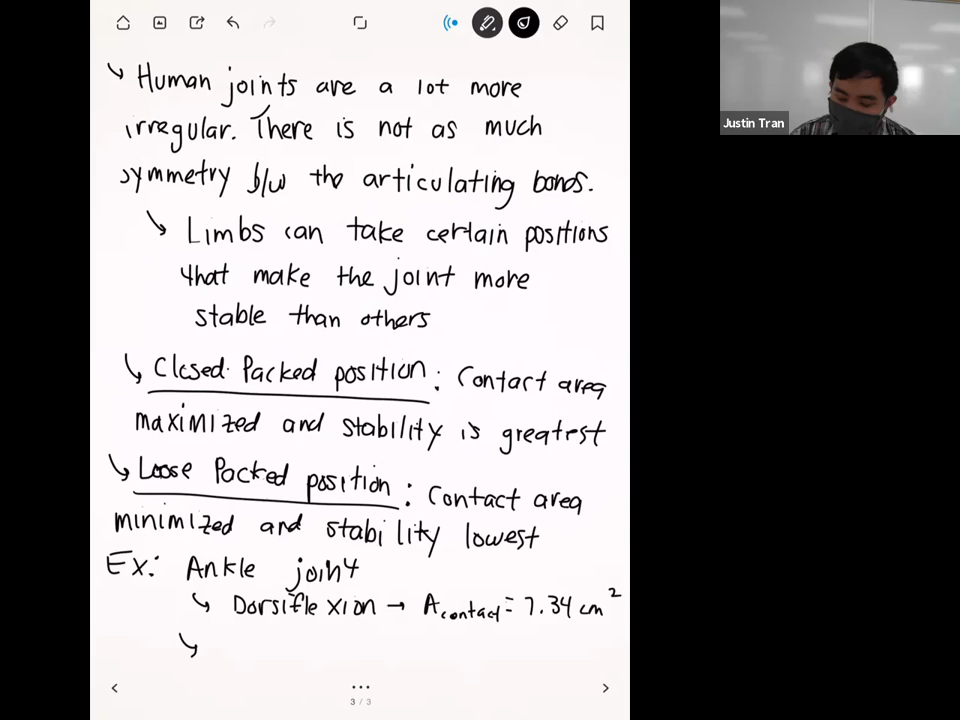 ↳ Human joints are a lot more
irregular. There is not as much
symmetry b/w the articulating bones.
↳ Limbs can take certain positions
that make the joint more
stable than others
↳ Closed Packed position: Contact area
maximized and stability is greatest
↳ Loose Packed position: Contact area
minimized and stability lowest
Ex: Ankle joint
↳ Dorsiflexion → Acontact = 7.34 cm²
↳
3 / 3
Justin Tran